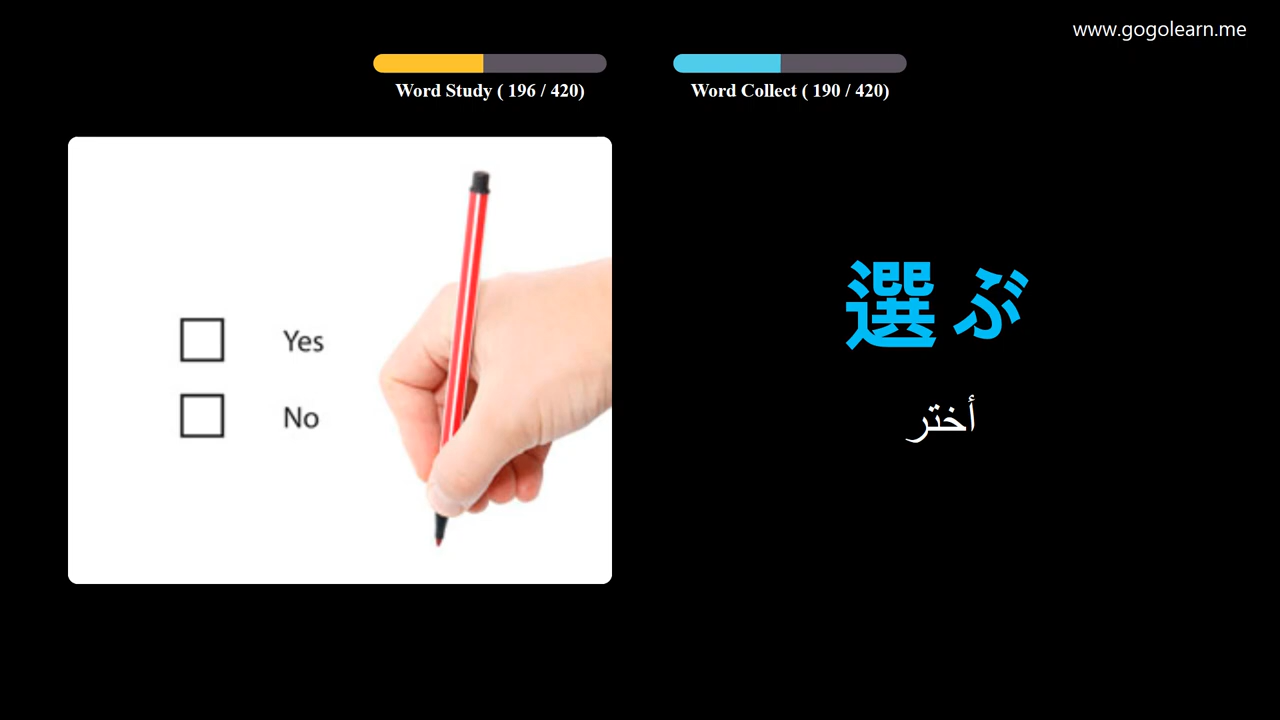 www.gogolearn.me
Word Study ( 196 / 420)
Word Collect ( 190 / 420)
Yes
No
選ぶ
أختر